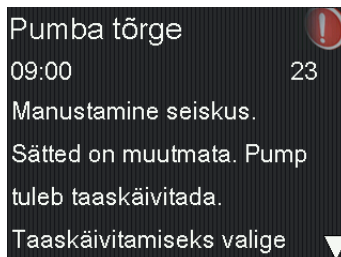 Pumba tõrge
09:00 23
Manustamine seiskus.
Sätted on muutmata. Pump
tuleb taaskäivitada.
Taaskäivitamiseks valige